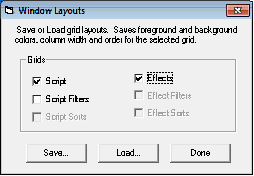 Window Layouts
Save or Load grid layouts. Saves foreground and background
colors, column width and order for the selected grid.
Grids
Script
Effects
Script Filters
Effect Filters
Script Sorts
Effect Sorts
Save...
Load...
Done